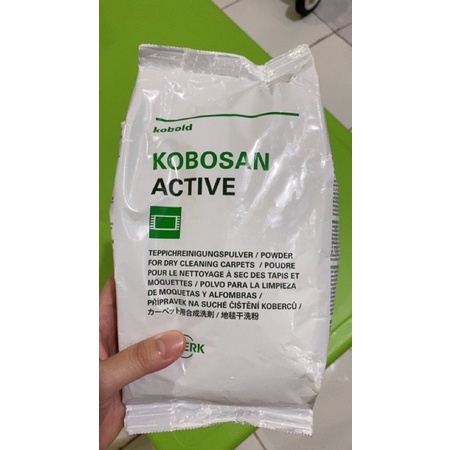 kobold
KOBOSAN
ACTIVE
TEPPICHREINIGUNGSPULVER / POWDER
FOR DRY CLEANING CARPETS / POUDRE
POUR LE NETTOYAGE À SEC DES TAPIS ET
MOQUETTES / POLVO PARA LA LIMPIEZA
DE MOQUETAS Y ALFOMBRAS /
PŘÍPRAVEK NA SUCHÉ ČIŠTĚNÍ KOBERCŮ /
カーペット用合成洗剤 / 地毯干洗粉
ERK